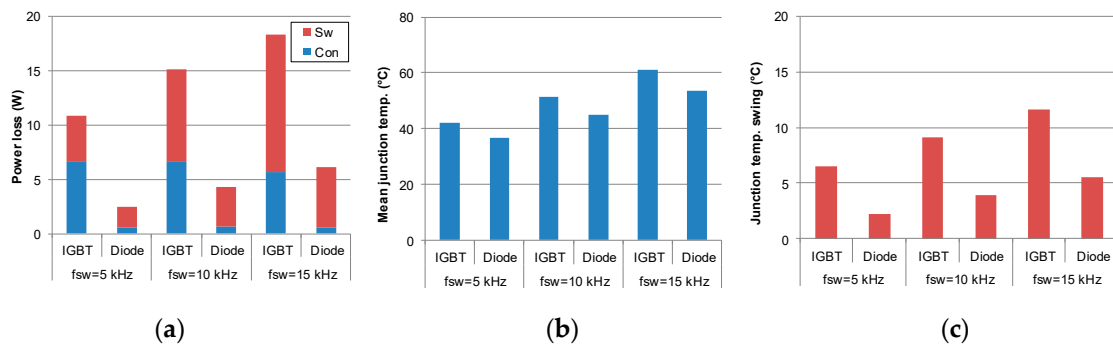 20
15
10
5
0
Power loss (W)
Sw
Con
IGBT Diode IGBT Diode IGBT Diode
fsw=5 kHz fsw=10 kHz fsw=15 kHz
(a)
80
60
40
20
0
Mean junction temp. (°C)
IGBT Diode IGBT Diode IGBT Diode
fsw=5 kHz fsw=10 kHz fsw=15 kHz
(b)
20
15
10
5
0
Junction temp. swing (°C)
IGBT Diode IGBT Diode IGBT Diode
fsw=5 kHz fsw=10 kHz fsw=15 kHz
(c)